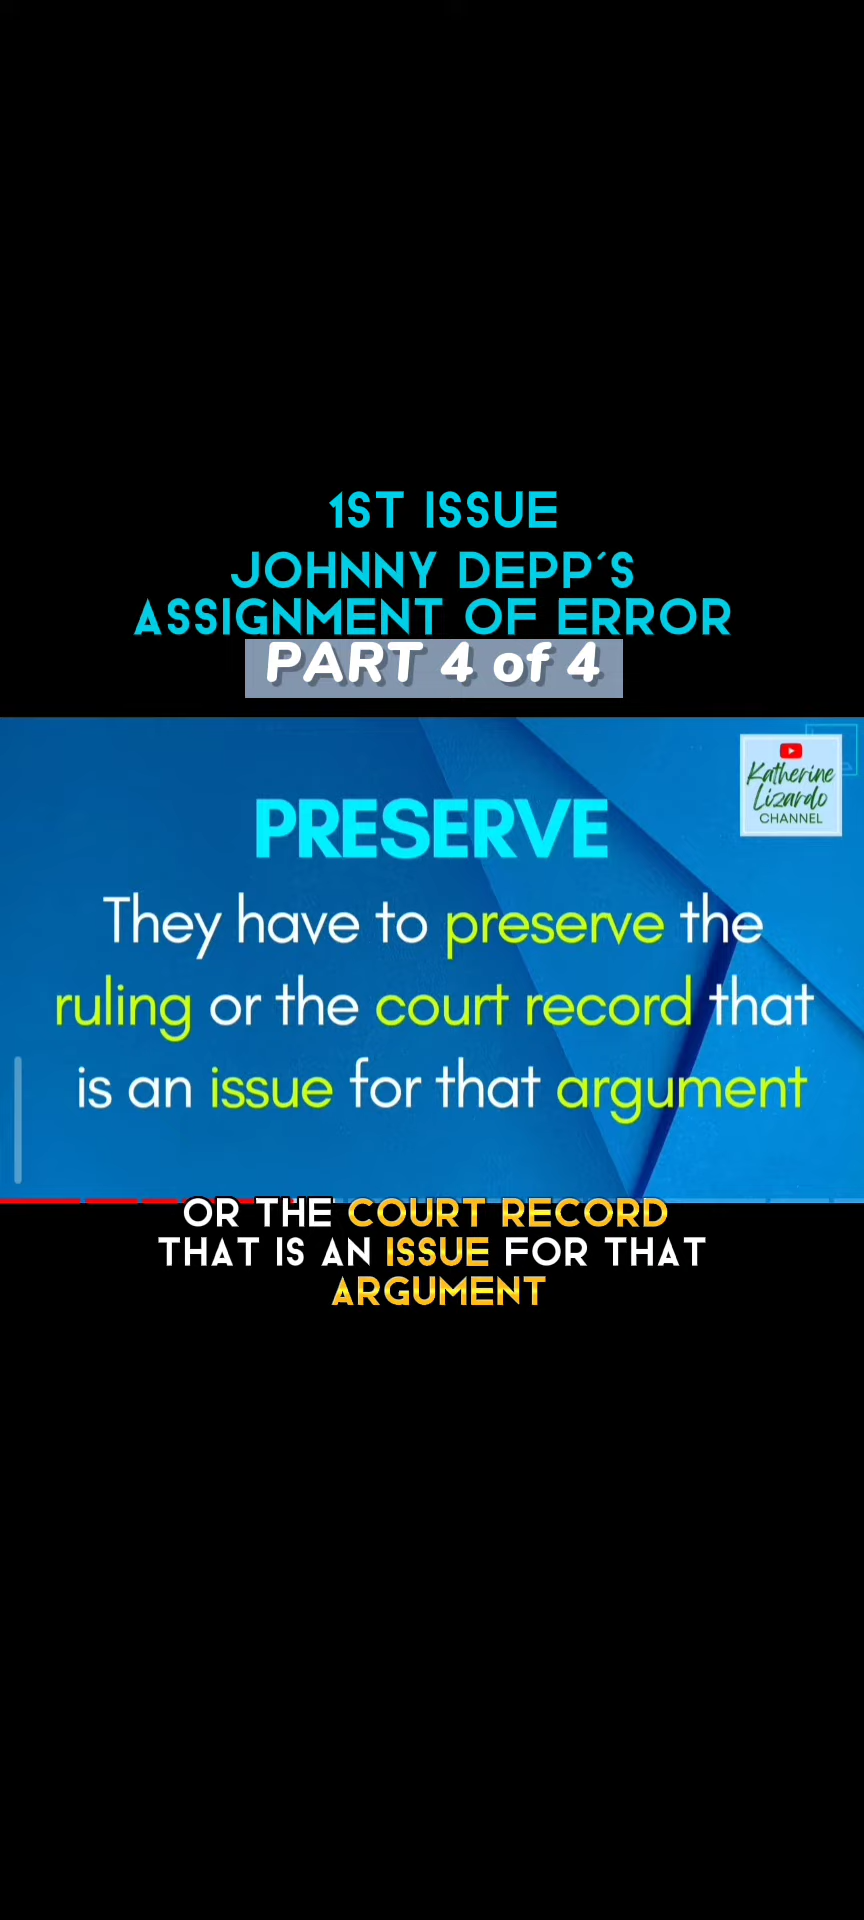 1ST ISSUE
JOHNNY DEPP'S
ASSIGNMENT OF ERROR
PART 4 of 4
Katherine
Lizardo
CHANNEL
PRESERVE
They have to preserve the
ruling or the court record that
is an issue for that argument
OR THE COURT RECORD
THAT IS AN ISSUE FOR THAT
ARGUMENT